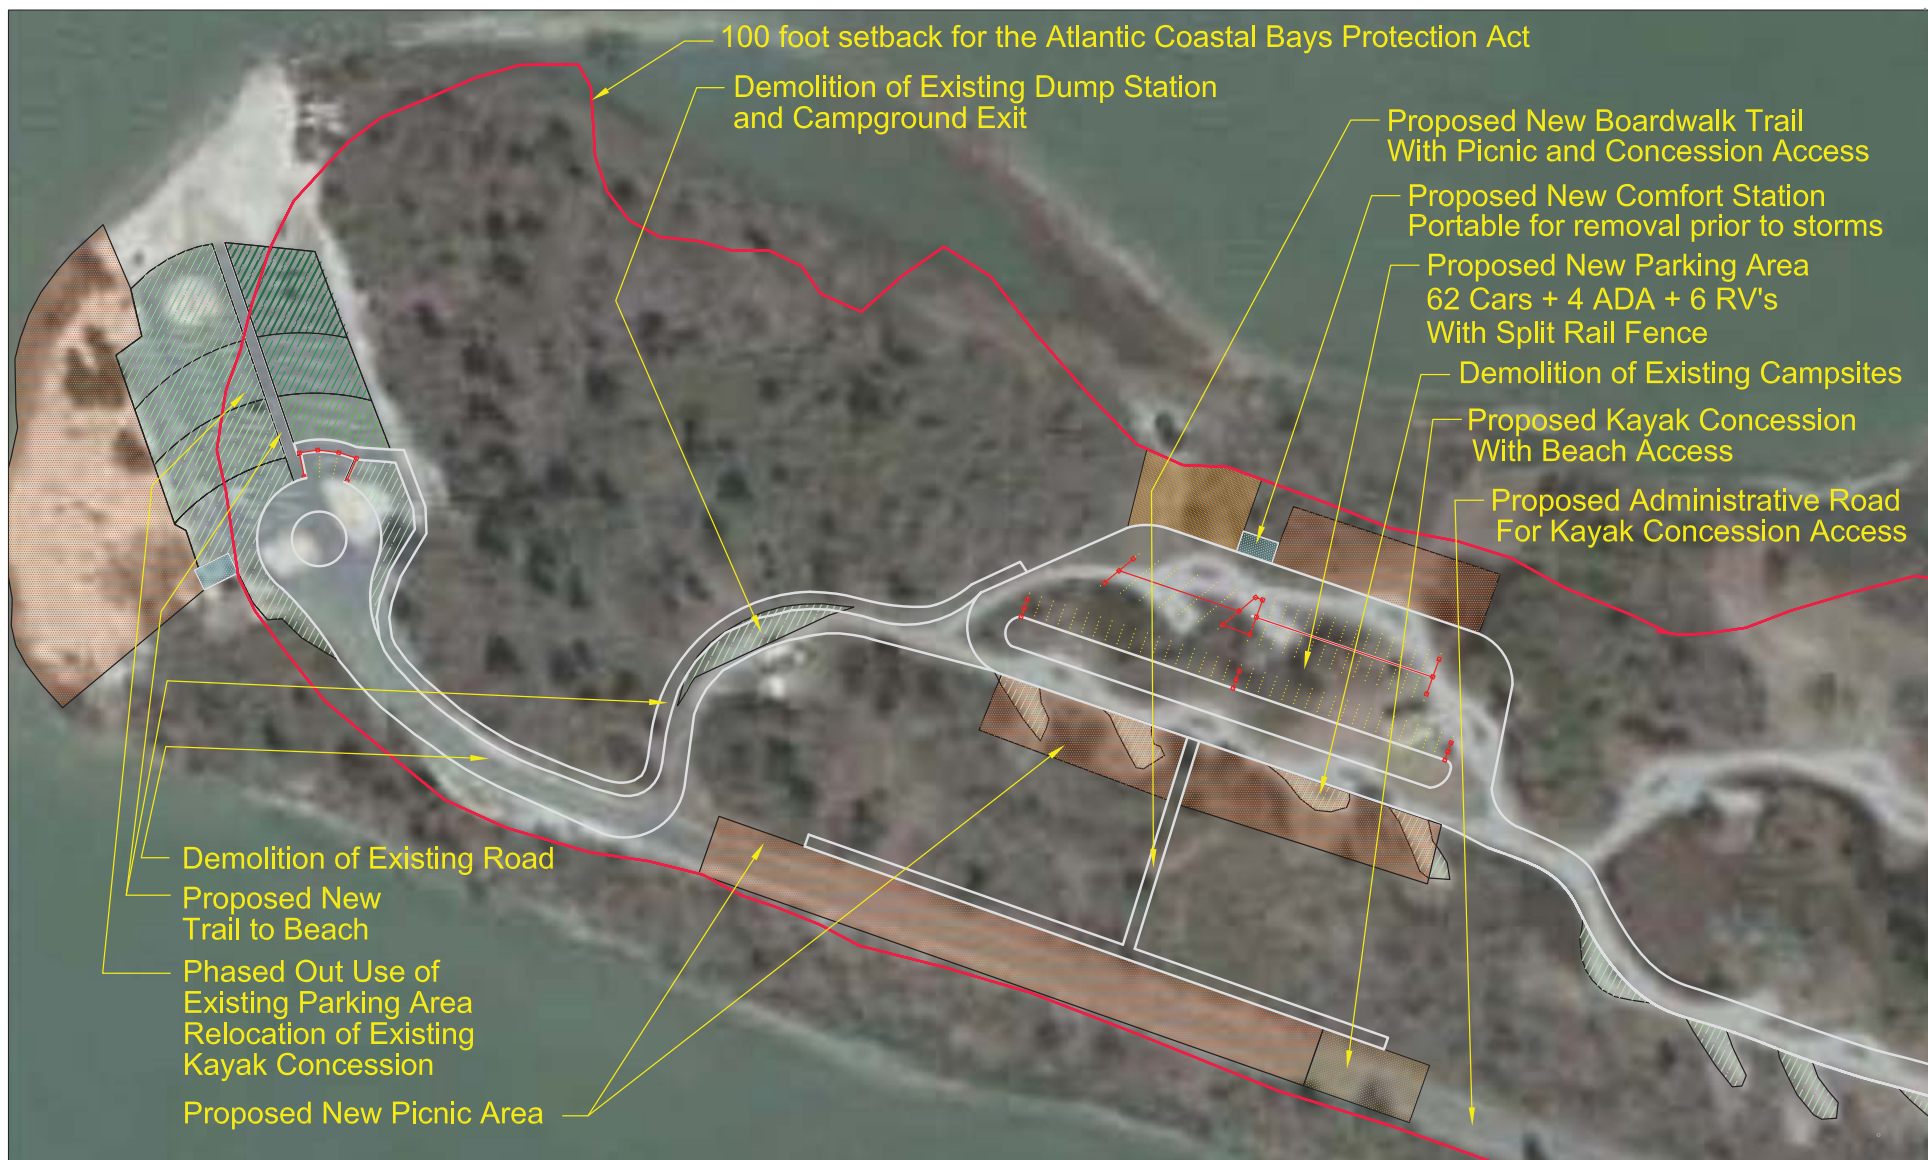 100 foot setback for the Atlantic Coastal Bays Protection Act
Demolition of Existing Dump Station
and Campground Exit
Proposed New Boardwalk Trail
With Picnic and Concession Access
Proposed New Comfort Station
Portable for removal prior to storms
Proposed New Parking Area
62 Cars + 4 ADA + 6 RV's
With Split Rail Fence
Demolition of Existing Campsites
Proposed Kayak Concession
With Beach Access
Proposed Administrative Road
For Kayak Concession Access
Demolition of Existing Road
Proposed New
Trail to Beach
Phased Out Use of
Existing Parking Area
Relocation of Existing
Kayak Concession
Proposed New Picnic Area